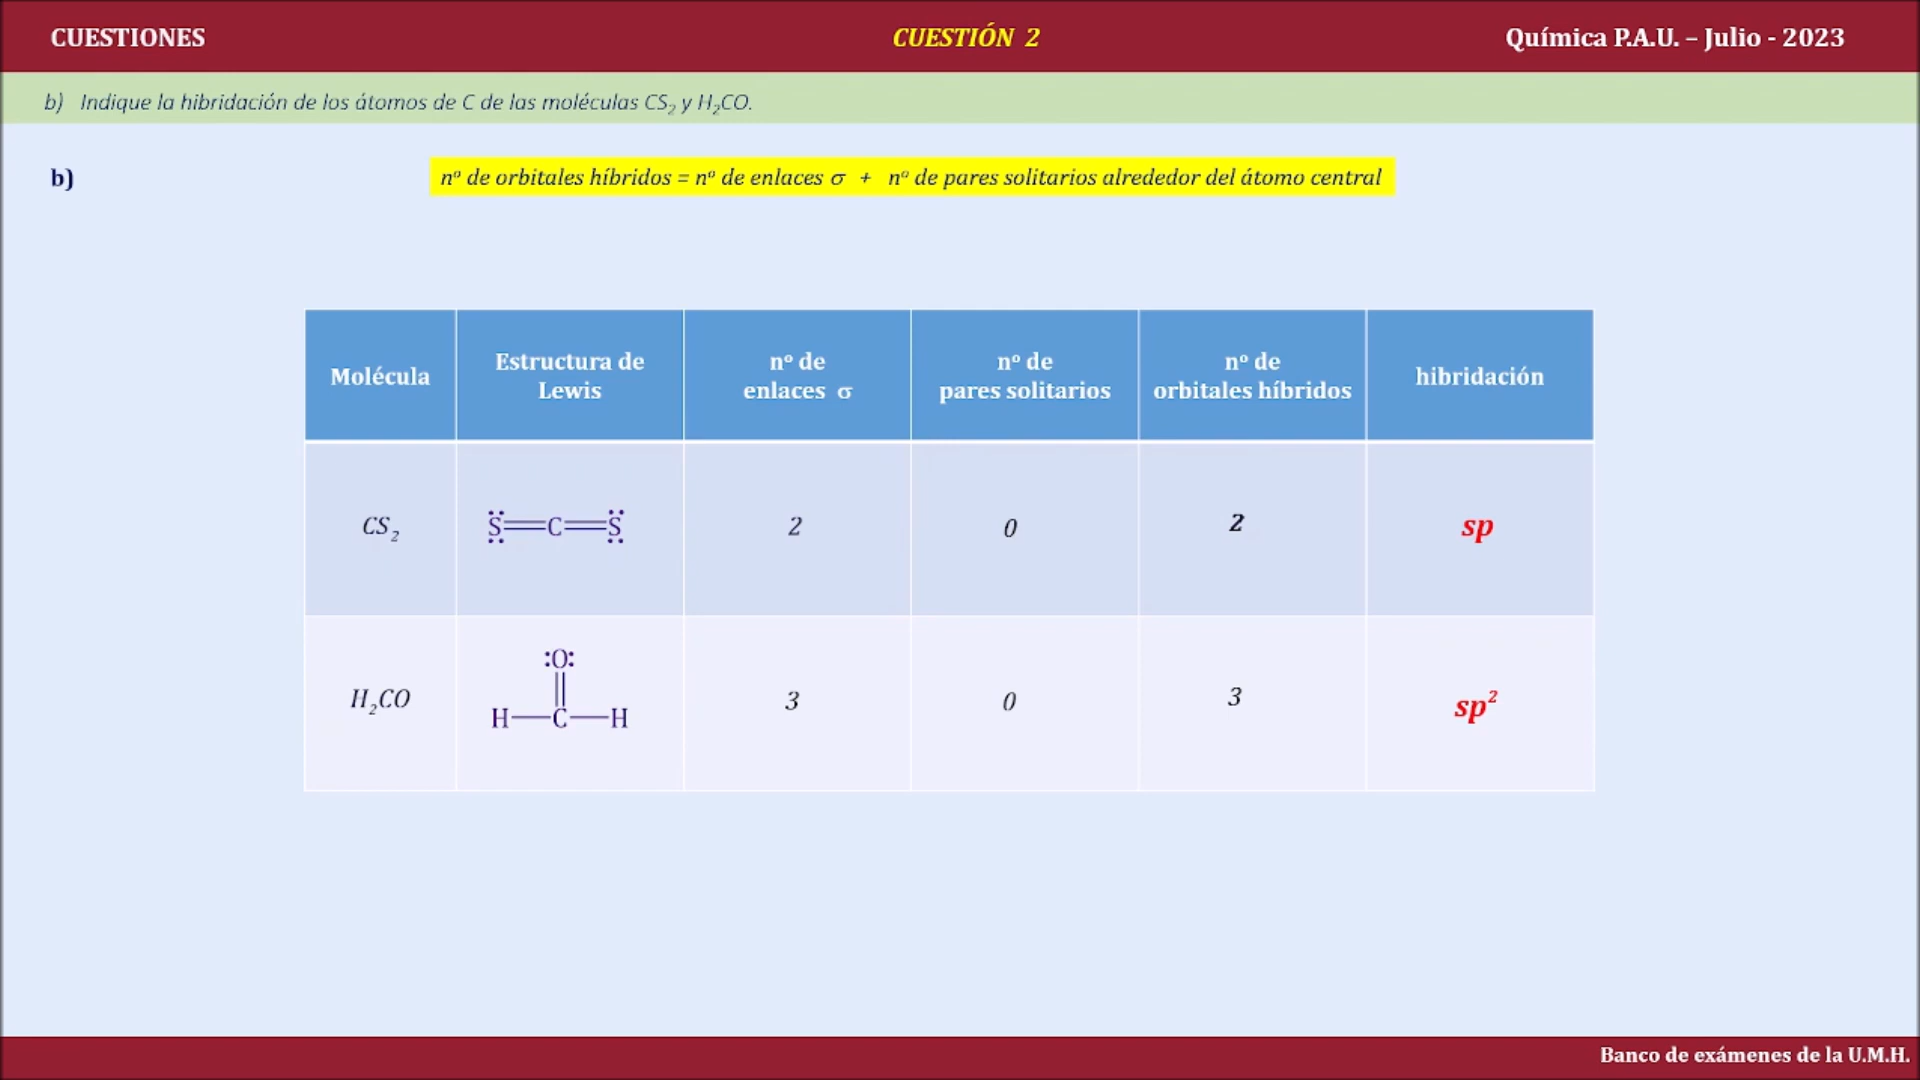 CUESTIONES
CUESTIÓN 2
Química P.A.U. – Julio - 2023
b) Indique la hibridación de los átomos de C de las moléculas CS₂ y H₂CO.
b)
nº de orbitales híbridos = nº de enlaces σ + nº de pares solitarios alrededor del átomo central
Molécula
Estructura de
Lewis
nº de
enlaces σ
nº de
pares solitarios
nº de
orbitales híbridos
hibridación
CS₂
S=C=S
2
0
2
sp
H₂CO
:O:
H—C—H
3
0
3
sp²
Banco de exámenes de la U.M.H.